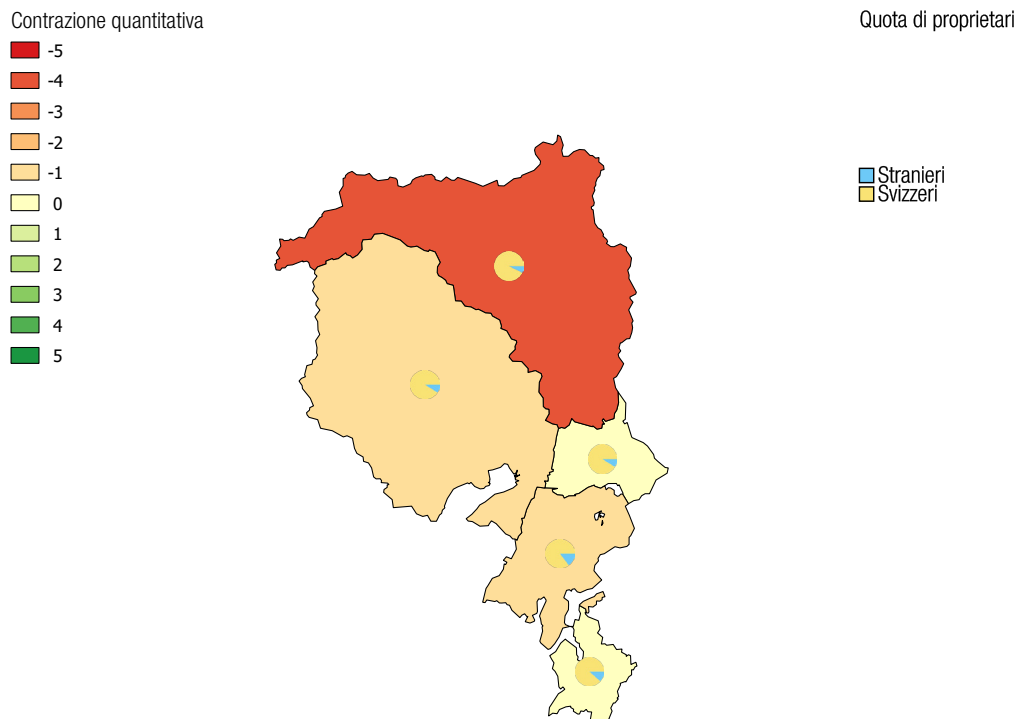 Contrazione quantitativa
-5
-4
-3
-2
-1
0
1
2
3
4
5
Quota di proprietari
Stranieri
Svizzeri